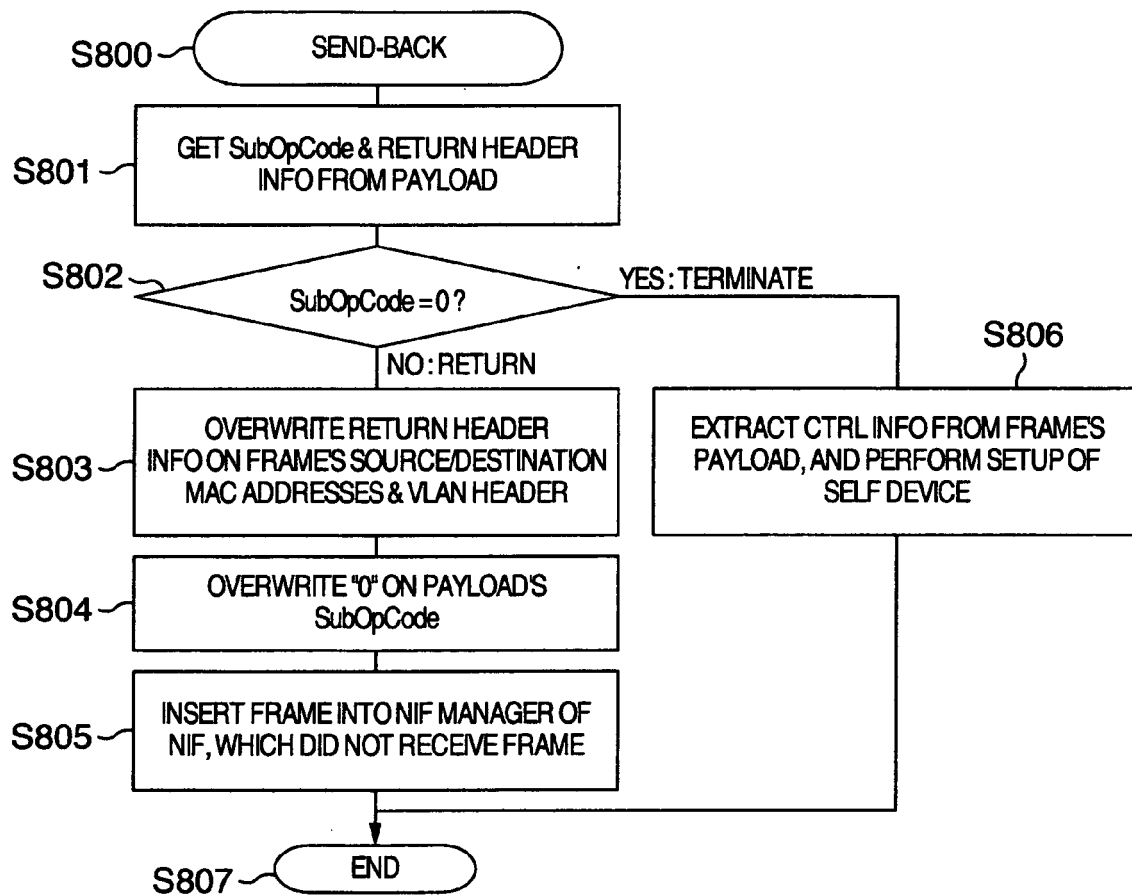 S800
SEND-BACK
S801
GET SubOpCode & RETURN HEADER
INFO FROM PAYLOAD
S802
SubOpCode = 0 ?
YES : TERMINATE
NO : RETURN
S803
OVERWRITE RETURN HEADER
INFO ON FRAME'S SOURCE/DESTINATION
MAC ADDRESSES & VLAN HEADER
S806
EXTRACT CTRL INFO FROM FRAME'S
PAYLOAD, AND PERFORM SETUP OF
SELF DEVICE
S804
OVERWRITE "0" ON PAYLOAD'S
SubOpCode
S805
INSERT FRAME INTO NIF MANAGER OF
NIF, WHICH DID NOT RECEIVE FRAME
S807
END